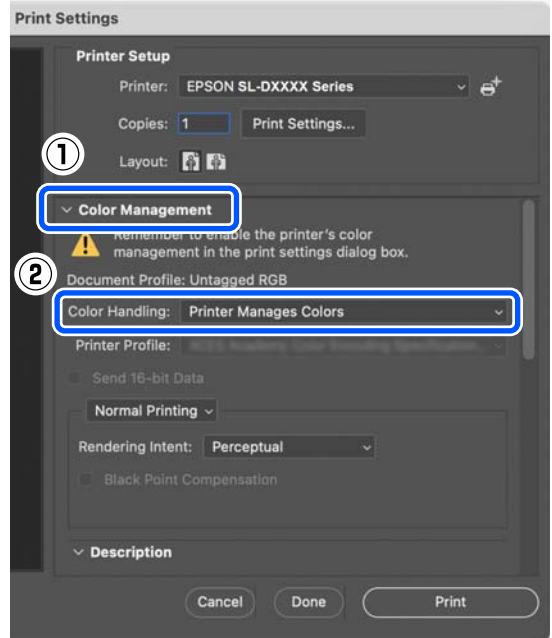 Print Settings
Printer Setup
Printer: EPSON SL-DXXXX Series
Copies: 1 Print Settings...
Layout:
①
Color Management
Remember to enable the printer's color
management in the print settings dialog box.
②
Document Profile: Untagged RGB
Color Handling: Printer Manages Colors
Printer Profile:
Send 16-bit Data
Normal Printing
Rendering Intent: Perceptual
Black Point Compensation
Description
Cancel Done Print